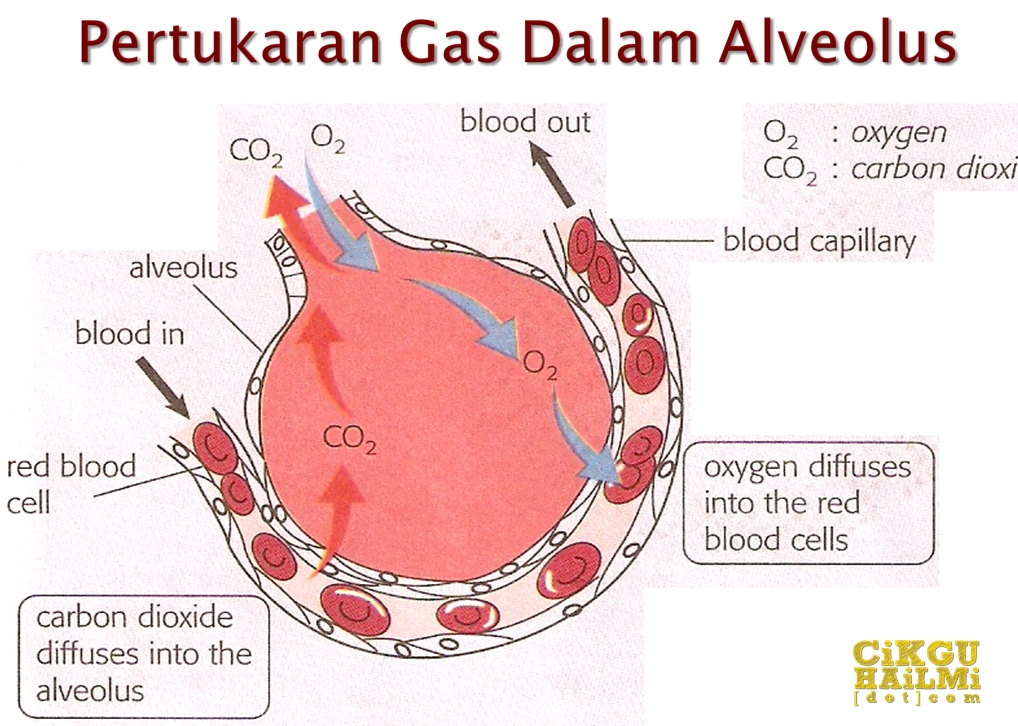 Pertukaran Gas Dalam Alveolus
CO₂
O₂
blood out
O₂ : oxygen
CO₂ : carbon dioxi
blood capillary
alveolus
blood in
O₂
CO₂
red blood
cell
oxygen diffuses
into the red
blood cells
carbon dioxide
diffuses into the
alveolus
CiKGU
HAiLMi
[dot]com